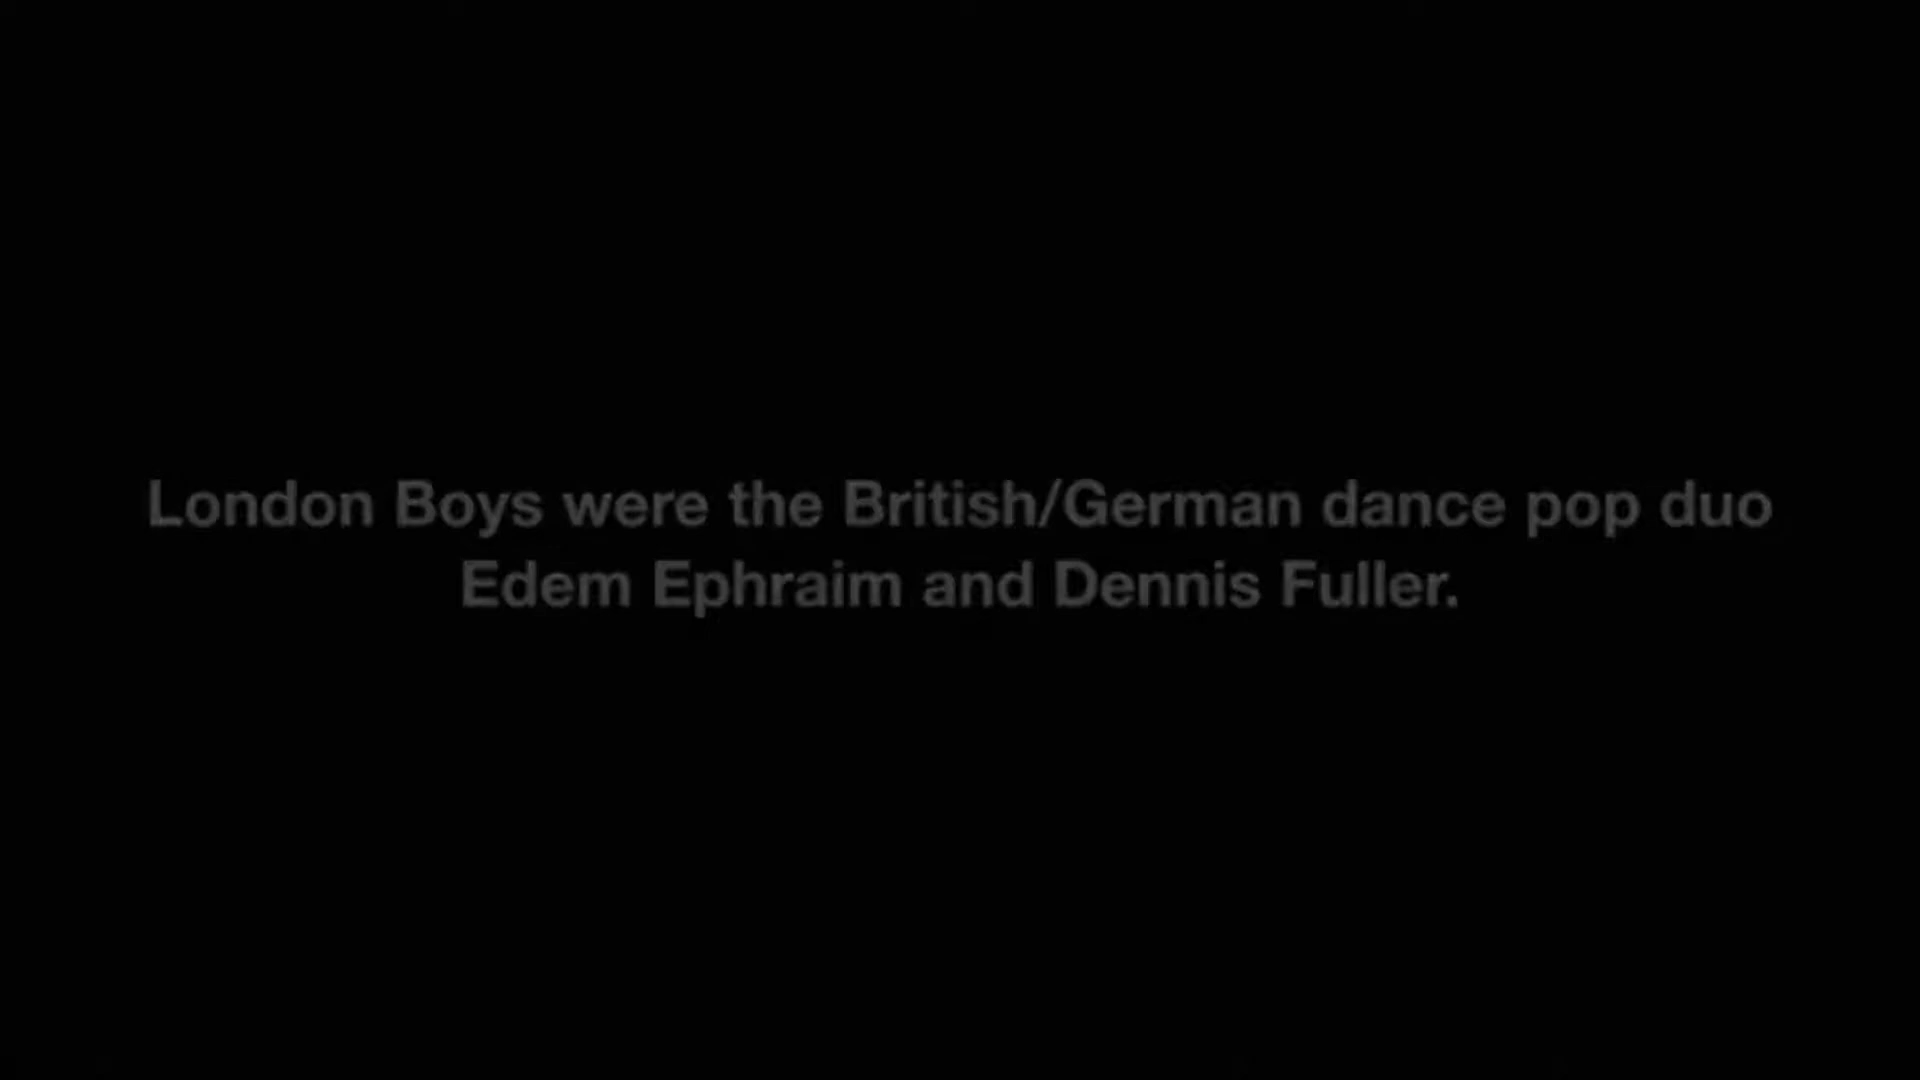 London Boys were the British/German dance pop duo
Edem Ephraim and Dennis Fuller.